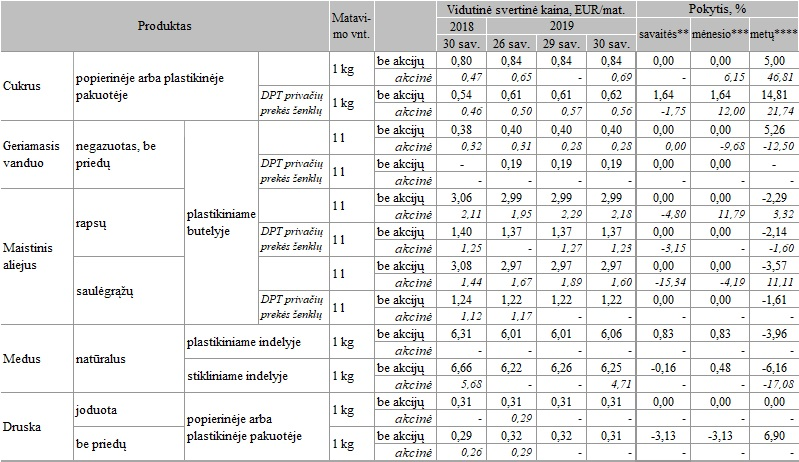 Produktas Matavi- Vidutinė svertinė kaina, EUR/mat. Pokytis, %
mo vnt. 2018 2019 savaitės** mėnesio*** metų****
30 sav. 26 sav. 29 sav. 30 sav.
Cukrus popierinėje arba plastikinėje pakuotėje 1 kg be akcijų 0,80 0,84 0,84 0,84 0,00 0,00 5,00
akcinė 0,47 0,65 - 0,69 - 6,15 46,81
DPT privačių prekės ženklų 1 kg be akcijų 0,54 0,61 0,61 0,62 1,64 1,64 14,81
akcinė 0,46 0,50 0,57 0,56 -1,75 12,00 21,74
Geriamasis vanduo negazuotas, be priedų plastikiniame butelyje 1 l be akcijų 0,38 0,40 0,40 0,40 0,00 0,00 5,26
akcinė 0,32 0,31 0,28 0,28 0,00 -9,68 -12,50
DPT privačių prekės ženklų 1 l be akcijų - 0,19 0,19 0,19 0,00 0,00 -
akcinė - - - - - - -
Maistinis aliejus rapsų 1 l be akcijų 3,06 2,99 2,99 2,99 0,00 0,00 -2,29
akcinė 2,11 1,95 2,29 2,18 -4,80 11,79 3,32
DPT privačių prekės ženklų 1 l be akcijų 1,40 1,37 1,37 1,37 0,00 0,00 -2,14
akcinė 1,25 - 1,27 1,23 -3,15 - -1,60
saulėgrąžų 1 l be akcijų 3,08 2,97 2,97 2,97 0,00 0,00 -3,57
akcinė 1,44 1,67 1,89 1,60 -15,34 -4,19 11,11
DPT privačių prekės ženklų 1 l be akcijų 1,24 1,22 1,22 1,22 0,00 0,00 -1,61
akcinė 1,12 1,17 - - - - -
Medus natūralus plastikiniame indelyje 1 kg be akcijų 6,31 6,01 6,01 6,06 0,83 0,83 -3,96
akcinė - - - - - - -
stikliniame indelyje 1 kg be akcijų 6,66 6,22 6,26 6,25 -0,16 0,48 -6,16
akcinė 5,68 - - 4,71 - - -17,08
Druska joduota popierinėje arba plastikinėje pakuotėje 1 kg be akcijų 0,31 0,31 0,31 0,31 0,00 0,00 0,00
akcinė - 0,29 - - - - -
be priedų 1 kg be akcijų 0,29 0,32 0,32 0,31 -3,13 -3,13 6,90
akcinė 0,26 0,29 - - - - -